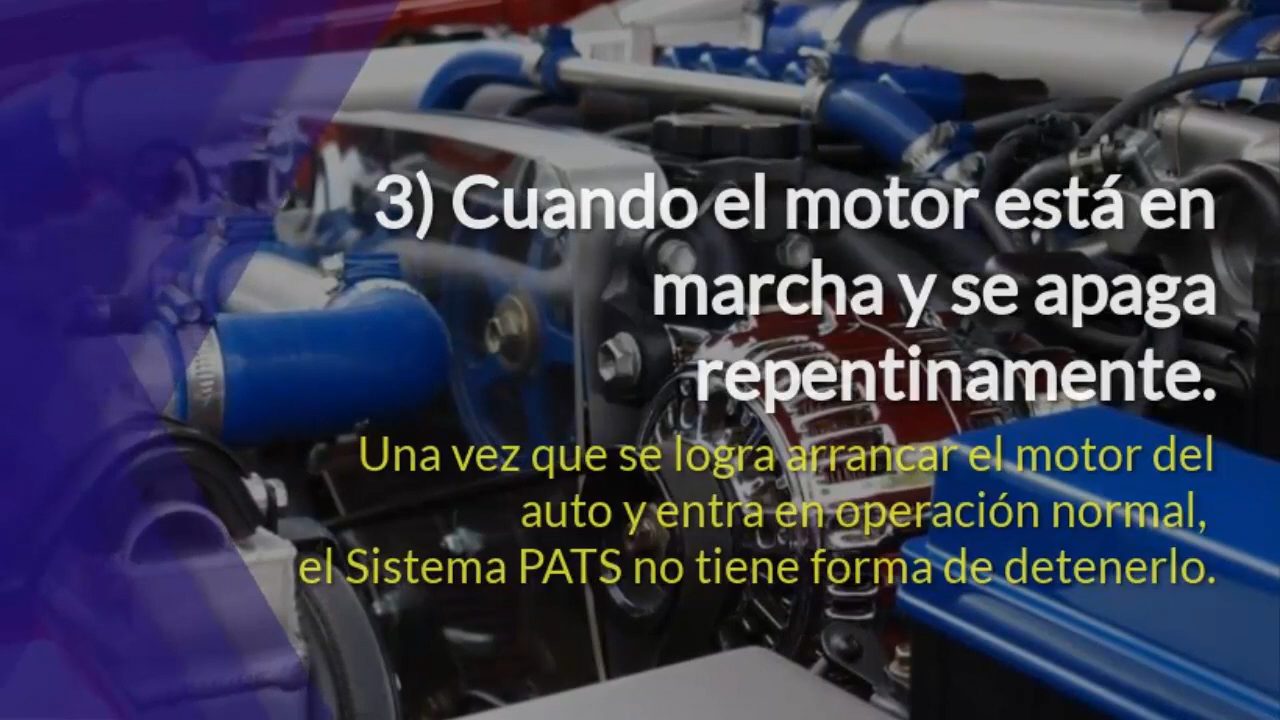 3) Cuando el motor está en
marcha y se apaga
repentinamente.
Una vez que se logra arrancar el motor del
auto y entra en operación normal,
el Sistema PATS no tiene forma de detenerlo.